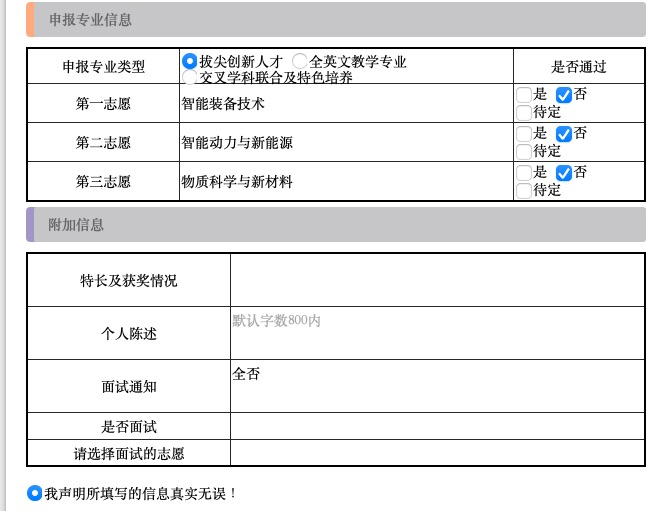 申报专业信息
申报专业类型
拔尖创新人才 全英文教学专业
交叉学科联合及特色培养
是否通过
第一志愿
智能装备技术
是 否
待定
第二志愿
智能动力与新能源
是 否
待定
第三志愿
物质科学与新材料
是 否
待定
附加信息
特长及获奖情况
个人陈述
默认字数800内
面试通知
全否
是否面试
请选择面试的志愿
我声明所填写的信息真实无误！